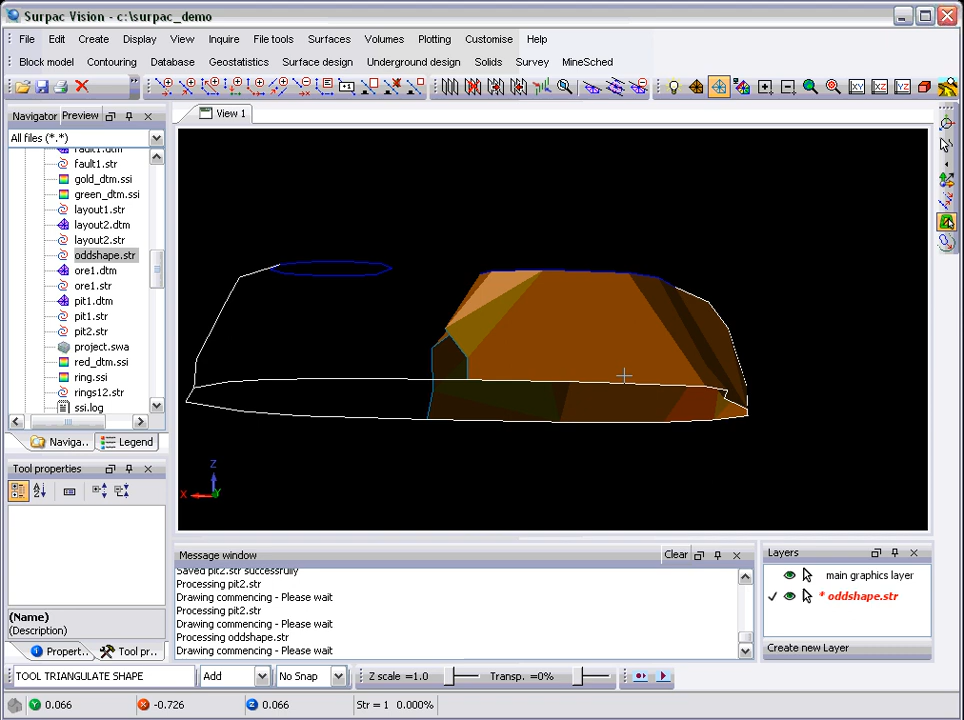 Surpac Vision - c:\surpac_demo
File Edit Create Display View Inquire File tools Surfaces Volumes Plotting Customise Help
Block model Contouring Database Geostatistics Surface design Underground design Solids Survey MineSched
Navigator Preview
View 1
All files (*.*)
fault1.dtm
fault1.str
gold_dtm.ssi
green_dtm.ssi
layout1.str
layout2.dtm
layout2.str
oddshape.str
ore1.dtm
ore1.str
pit1.dtm
pit1.str
pit2.str
project.swa
red_dtm.ssi
ring.ssi
rings12.str
ssi.log
Naviga.. Legend
Tool properties
(Name)
(Description)
Propert.. Tool pr..
Z
X Y
Message window Clear
Saved pit2.str successfully
Processing pit2.str
Drawing commencing - Please wait
Processing pit2.str
Drawing commencing - Please wait
Processing oddshape.str
Drawing commencing - Please wait
Layers
main graphics layer
* oddshape.str
Create new Layer
TOOL TRIANGULATE SHAPE Add No Snap Z scale =1.0 Transp. =0%
Y 0.066 X -0.726 Z 0.066 Str = 1 0.000%